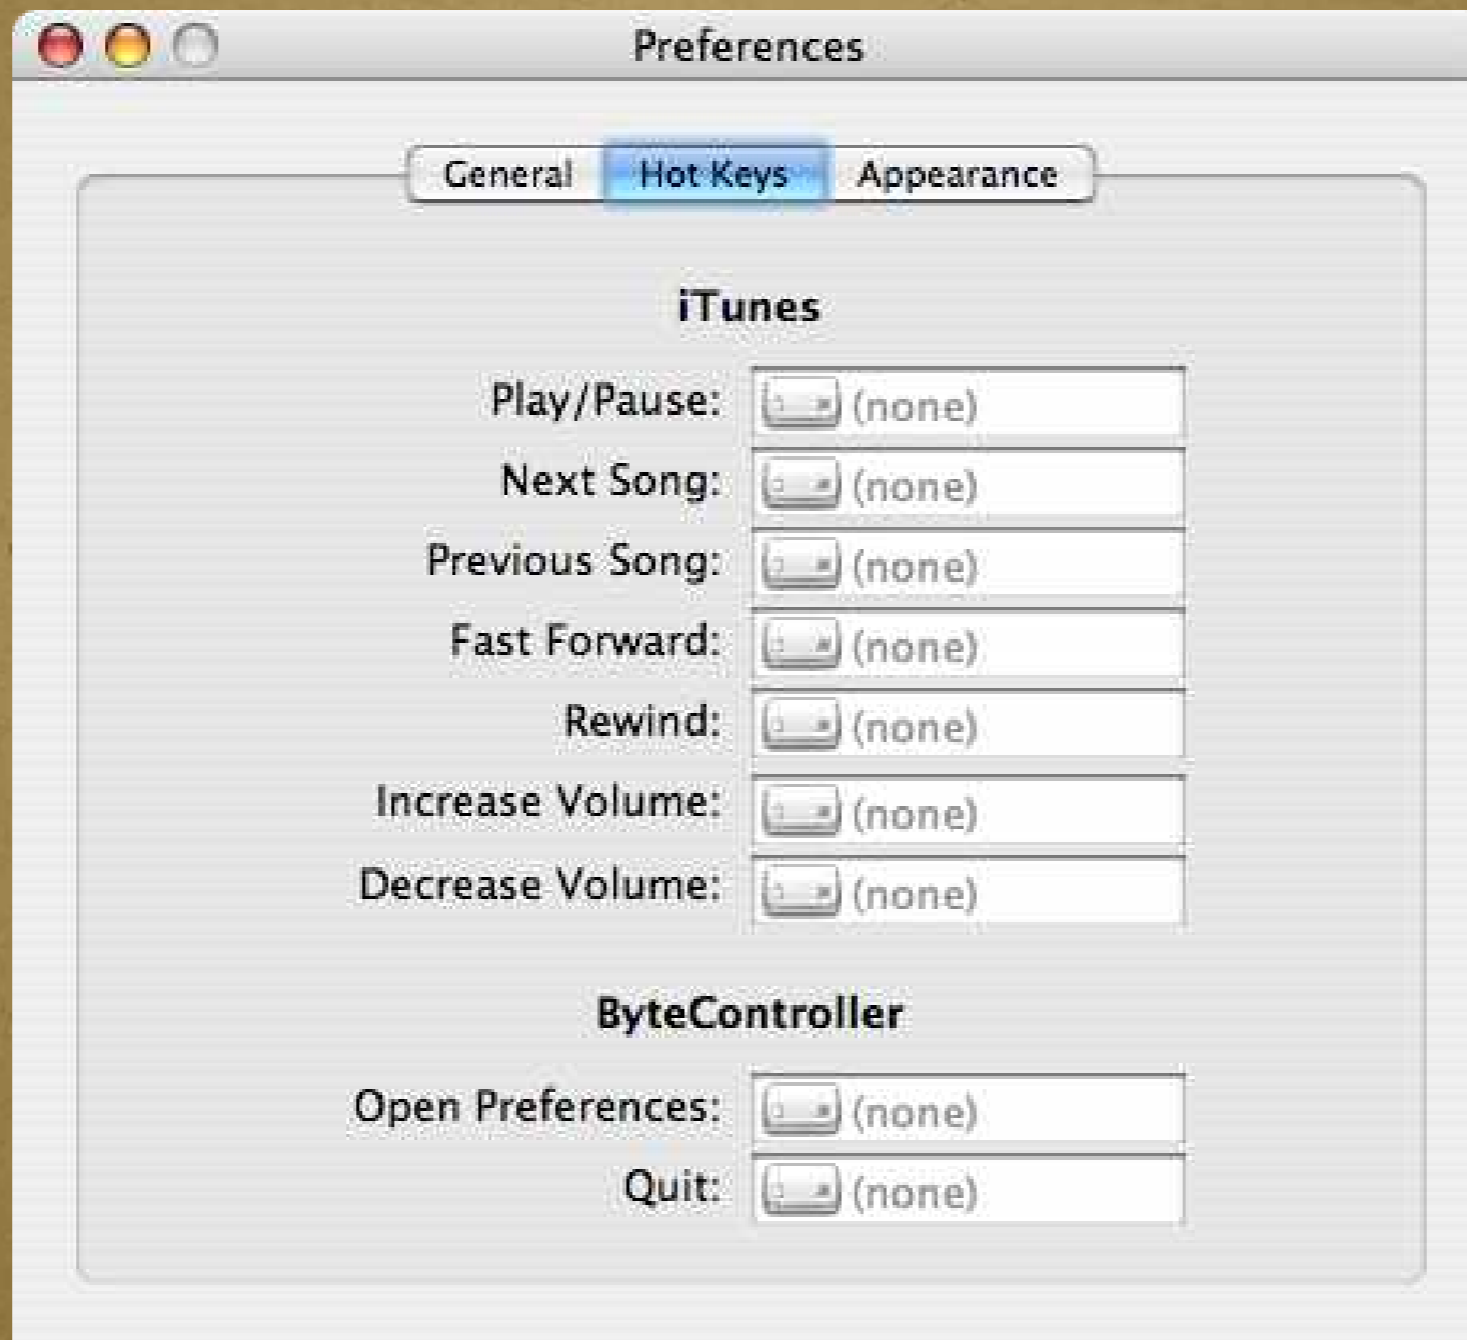 Preferences
General Hot Keys Appearance
iTunes
Play/Pause: (none)
Next Song: (none)
Previous Song: (none)
Fast Forward: (none)
Rewind: (none)
Increase Volume: (none)
Decrease Volume: (none)
ByteController
Open Preferences: (none)
Quit: (none)